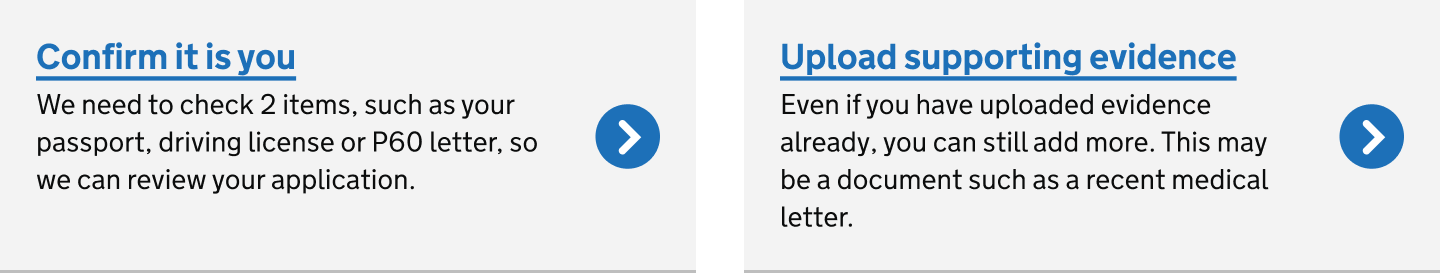 Confirm it is you
We need to check 2 items, such as your
passport, driving license or P60 letter, so
we can review your application.
Upload supporting evidence
Even if you have uploaded evidence
already, you can still add more. This may
be a document such as a recent medical
letter.